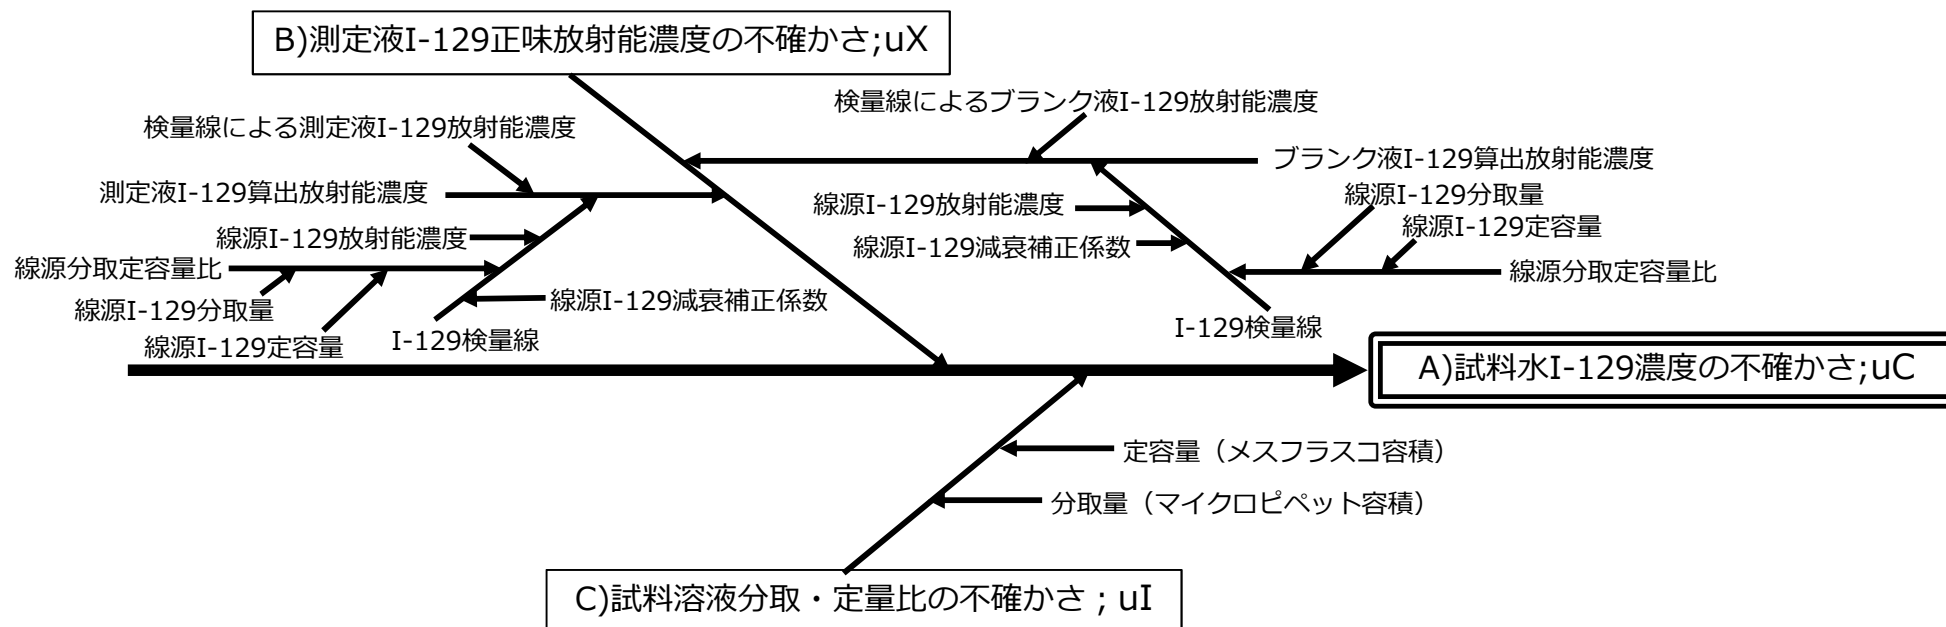 B)測定液I-129正味放射能濃度の不確かさ;uX
検量線によるブランク液I-129放射能濃度
検量線による測定液I-129放射能濃度
ブランク液I-129算出放射能濃度
測定液I-129算出放射能濃度
線源I-129放射能濃度
線源I-129分取量
線源I-129定容量
線源I-129放射能濃度
線源I-129減衰補正係数
線源分取定容量比
線源分取定容量比
線源I-129分取量
線源I-129減衰補正係数
線源I-129定容量
I-129検量線
I-129検量線
A)試料水I-129濃度の不確かさ;uC
定容量（メスフラスコ容積）
分取量（マイクロピペット容積）
C)試料溶液分取・定量比の不確かさ；uI